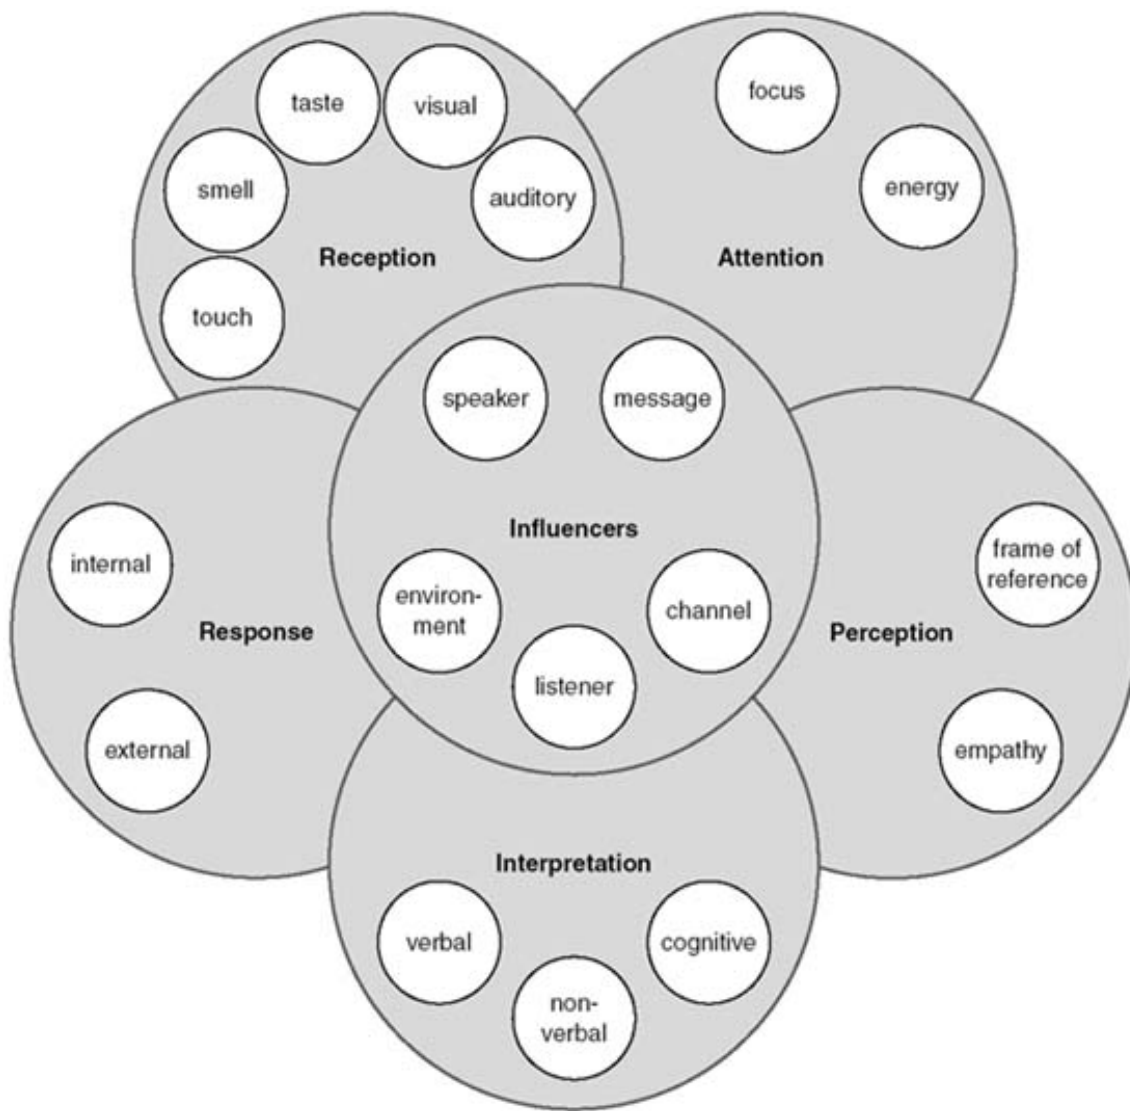 taste
visual
focus
smell
auditory
energy
Reception
Attention
touch
speaker
message
Influencers
internal
frame of
reference
environ-
ment
channel
Response
Perception
listener
external
empathy
Interpretation
verbal
cognitive
non-
verbal